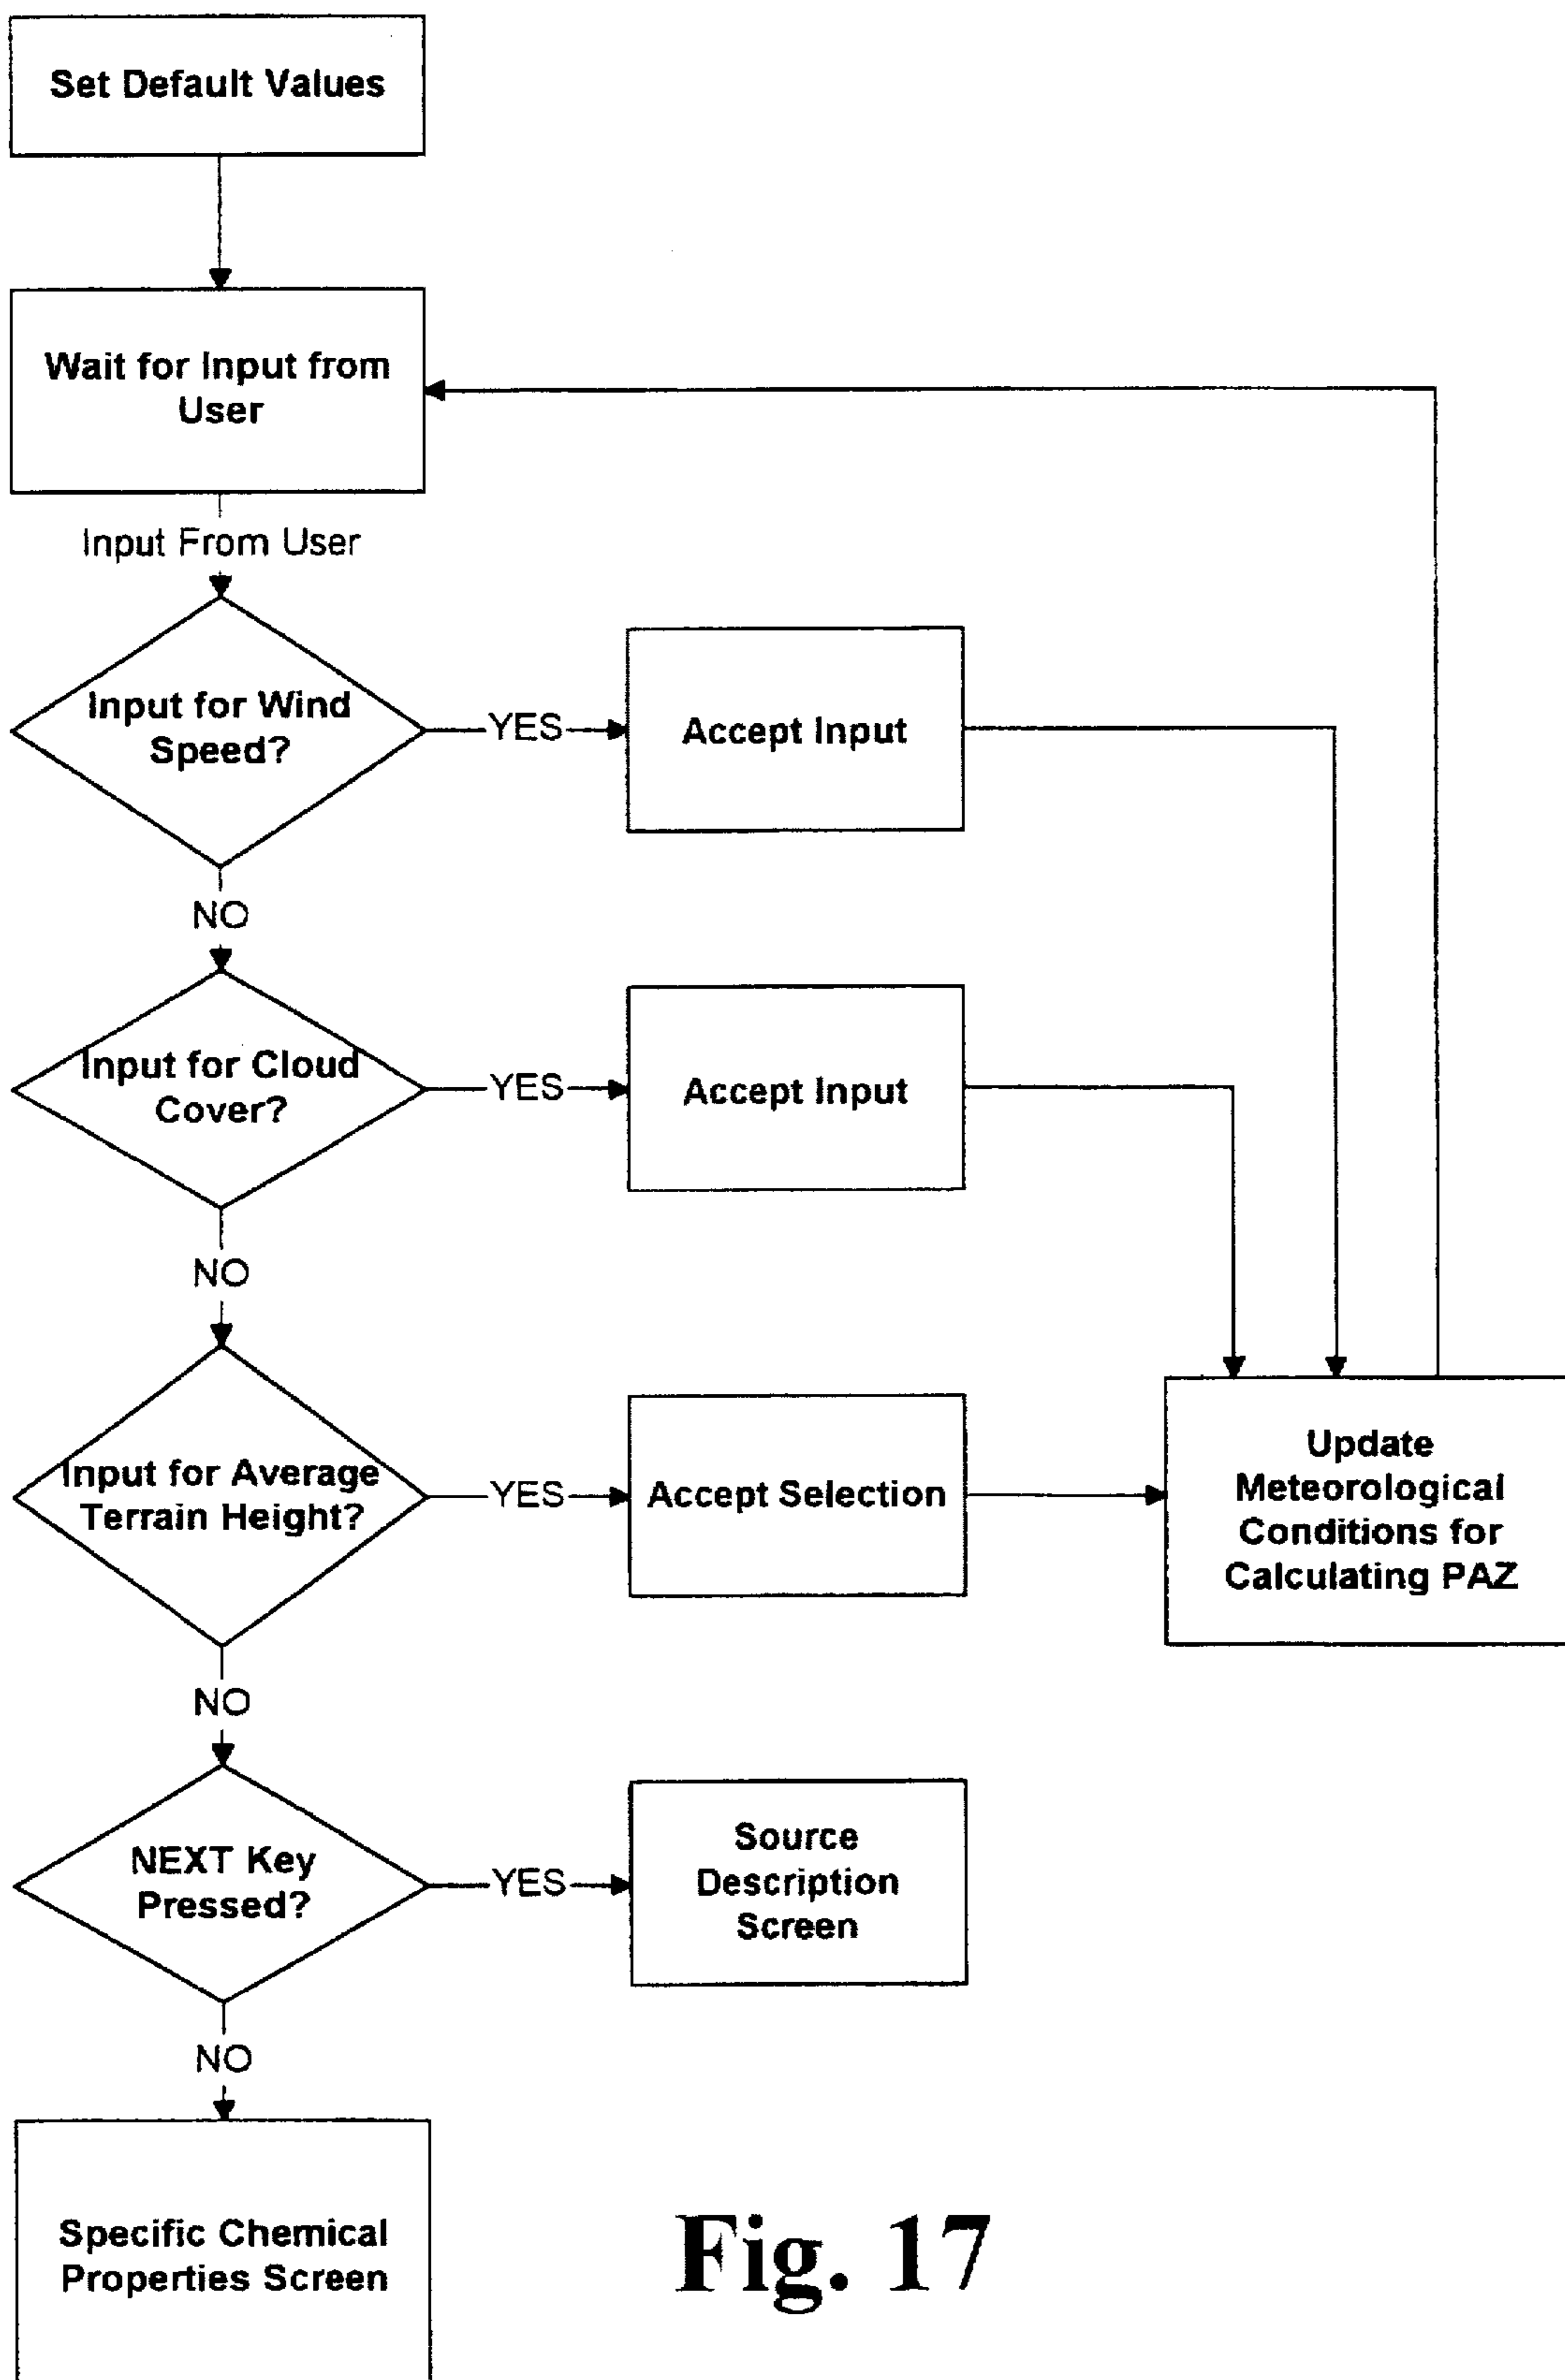 Set Default Values
Wait for Input from
User
Input From User
Input for Wind
Speed?
YES
Accept Input
NO
Input for Cloud
Cover?
YES
Accept Input
NO
Input for Average
Terrain Height?
YES
Accept Selection
Update
Meteorological
Conditions for
Calculating PAZ
NO
NEXT Key
Pressed?
YES
Source
Description
Screen
NO
Specific Chemical
Properties Screen
Fig. 17